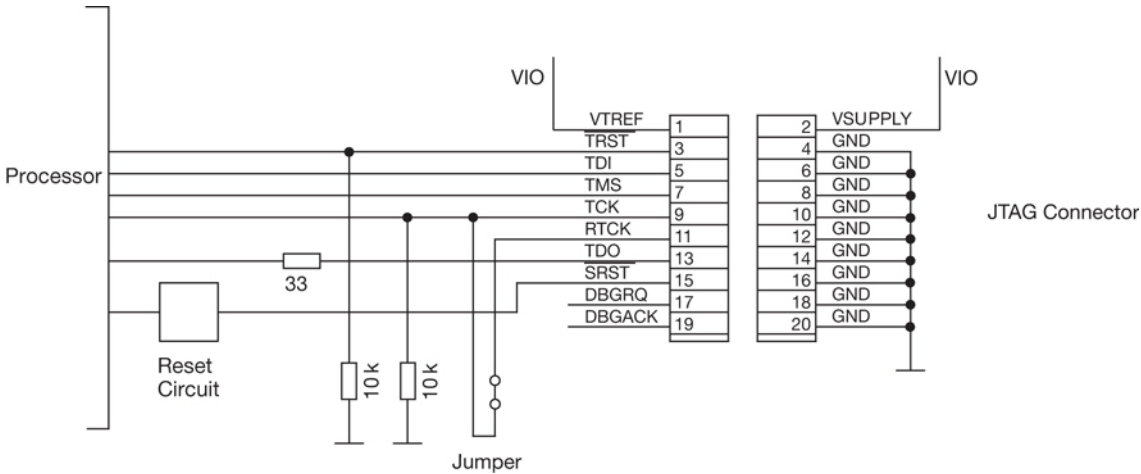 VIO
VIO
VTREF
1
2
VSUPPLY
TRST
3
4
GND
TDI
5
6
GND
Processor
TMS
7
8
GND
JTAG Connector
TCK
9
10
GND
RTCK
11
12
GND
TDO
13
14
GND
33
SRST
15
16
GND
DBGRQ
17
18
GND
DBGACK
19
20
GND
Reset
Circuit
10 k
10 k
Jumper